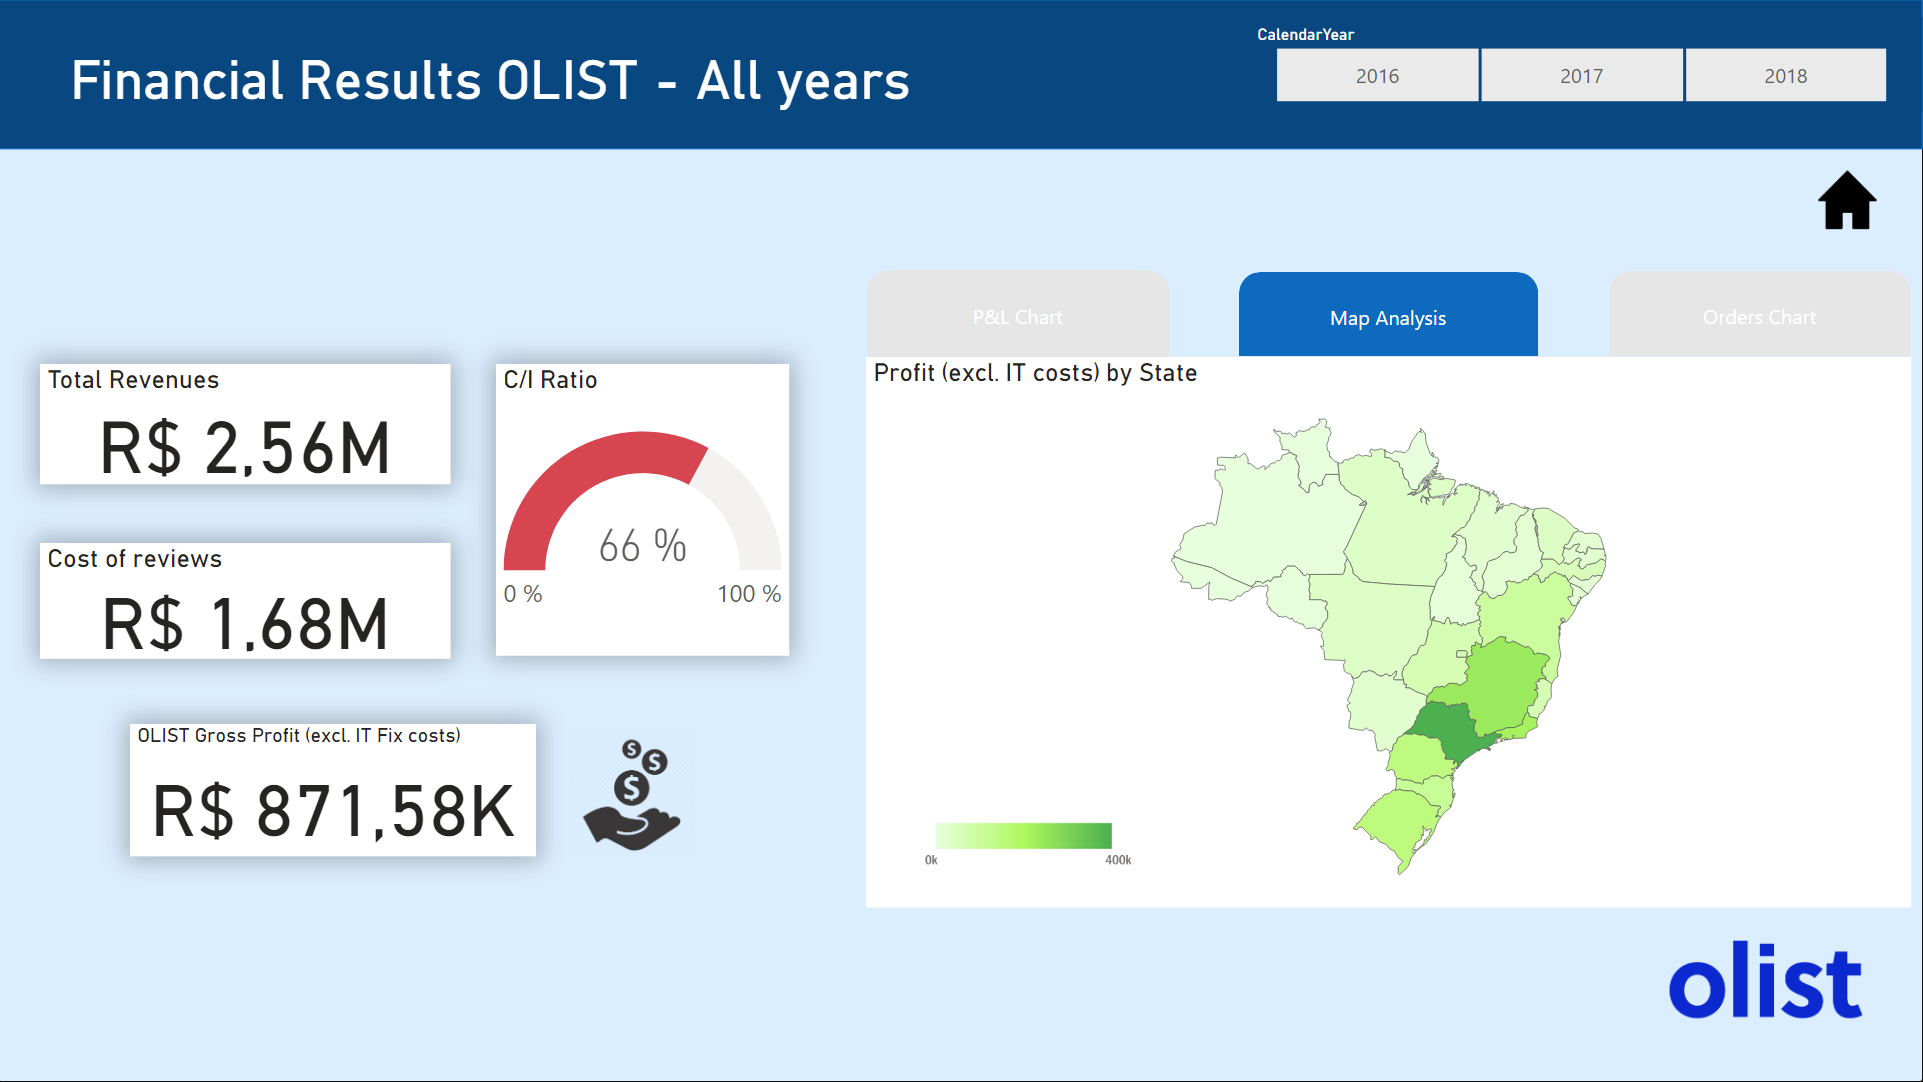 Financial Results OLIST - All years
CalendarYear
2016
2017
2018
P&L Chart
Map Analysis
Orders Chart
Total Revenues
R$ 2,56M
C/I Ratio
66 %
0 %
100 %
Cost of reviews
R$ 1,68M
OLIST Gross Profit (excl. IT Fix costs)
R$ 871,58K
$
$
$
Profit (excl. IT costs) by State
0k
400k
olist